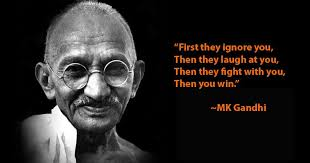 “First they ignore you,
Then they laugh at you,
Then they fight with you,
Then you win.”
~MK Gandhi